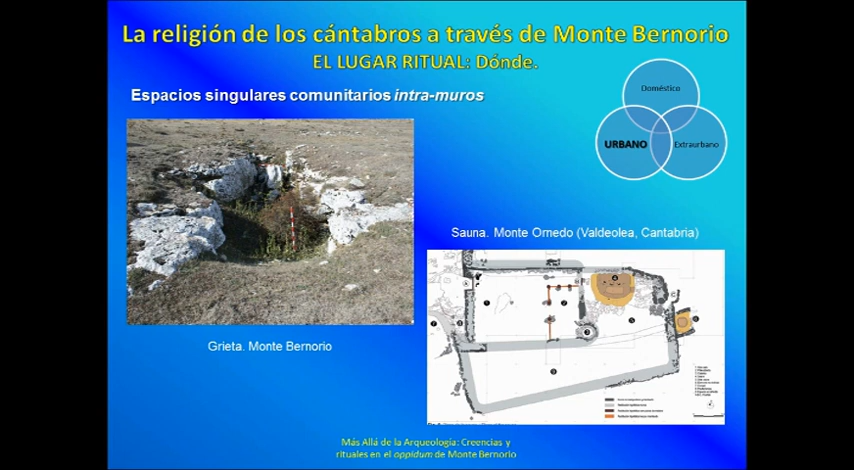 La religión de los cántabros a través de Monte Bernorio
EL LUGAR RITUAL: Dónde.
Espacios singulares comunitarios intra-muros
Doméstico
URBANO
Extraurbano
Sauna. Monte Ornedo (Valdeolea, Cantabria)
Grieta. Monte Bernorio
Más Allá de la Arqueología: Creencias y
rituales en el oppidum de Monte Bernorio